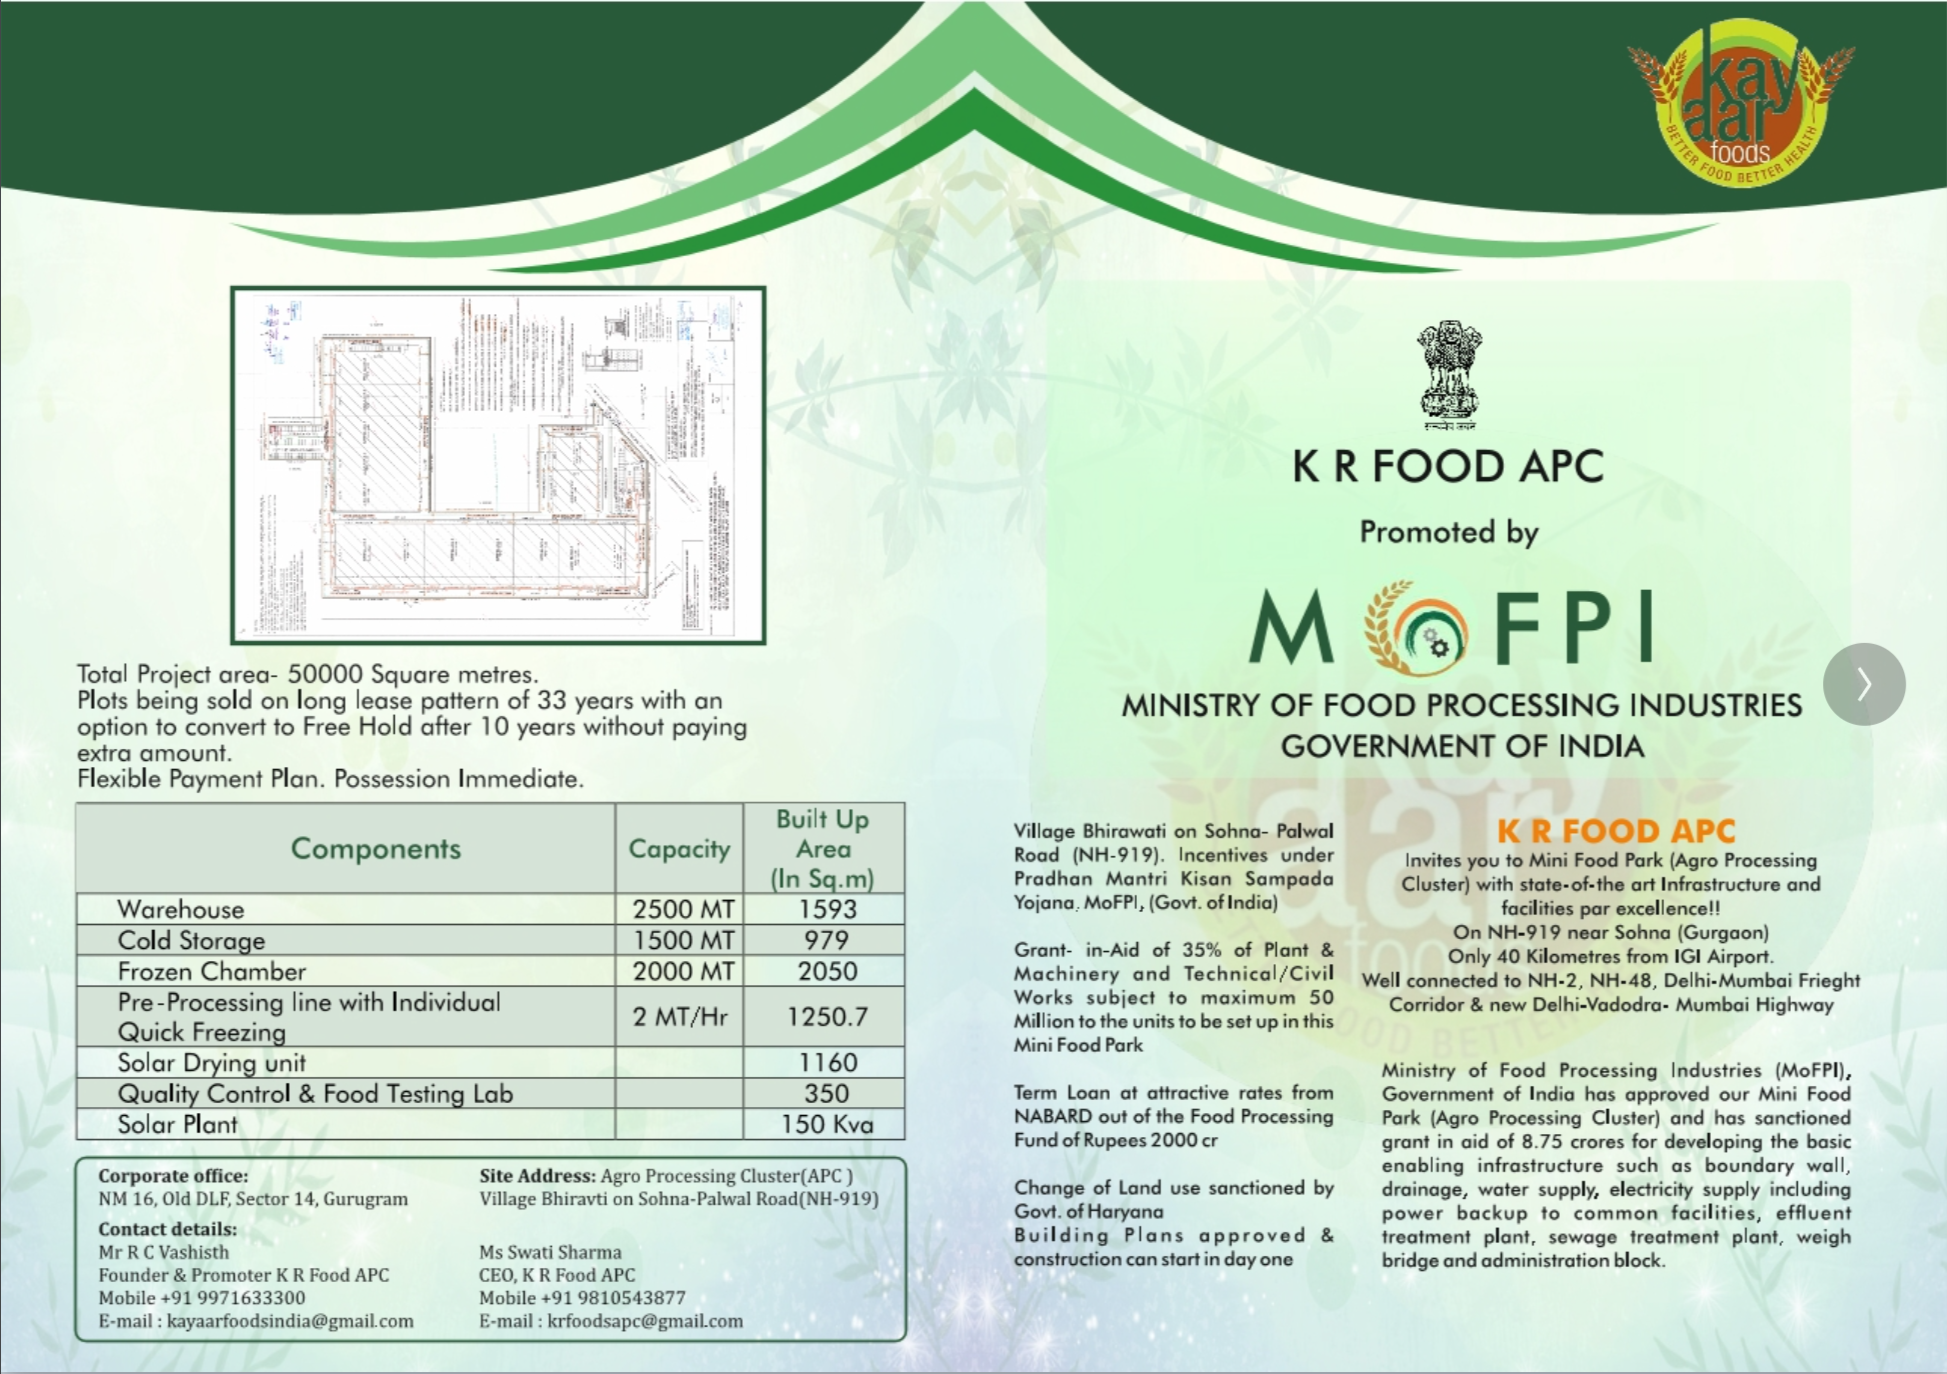 kay
aar
foods
BETTER FOOD BETTER HEALTH
Total Project area- 50000 Square metres.
Plots being sold on long lease pattern of 33 years with an
option to convert to Free Hold after 10 years without paying
extra amount.
Flexible Payment Plan. Possession Immediate.
Components Capacity Built Up
Area
(In Sq.m)
Warehouse 2500 MT 1593
Cold Storage 1500 MT 979
Frozen Chamber 2000 MT 2050
Pre-Processing line with Individual
Quick Freezing 2 MT/Hr 1250.7
Solar Drying unit 1160
Quality Control & Food Testing Lab 350
Solar Plant 150 Kva
Corporate office:
NM 16, Old DLF, Sector 14, Gurugram
Contact details:
Mr R C Vashisth
Founder & Promoter K R Food APC
Mobile +91 9971633300
E-mail : kayaarfoodsindia@gmail.com
Site Address: Agro Processing Cluster(APC )
Village Bhiravti on Sohna-Palwal Road(NH-919)
Ms Swati Sharma
CEO, K R Food APC
Mobile +91 9810543877
E-mail : krfoodsapc@gmail.com
सत्यमेव जयते
K R FOOD APC
Promoted by
M FPI
MINISTRY OF FOOD PROCESSING INDUSTRIES
GOVERNMENT OF INDIA
Village Bhirawati on Sohna- Palwal
Road (NH-919). Incentives under
Pradhan Mantri Kisan Sampada
Yojana, MoFPI, (Govt. of India)
Grant- in-Aid of 35% of Plant &
Machinery and Technical/Civil
Works subject to maximum 50
Million to the units to be set up in this
Mini Food Park
Term Loan at attractive rates from
NABARD out of the Food Processing
Fund of Rupees 2000 cr
Change of Land use sanctioned by
Govt. of Haryana
Building Plans approved &
construction can start in day one
K R FOOD APC
Invites you to Mini Food Park (Agro Processing
Cluster) with state-of-the art Infrastructure and
facilities par excellence!!
On NH-919 near Sohna (Gurgaon)
Only 40 Kilometres from IGI Airport.
Well connected to NH-2, NH-48, Delhi-Mumbai Frieght
Corridor & new Delhi-Vadodra- Mumbai Highway
Ministry of Food Processing Industries (MoFPI),
Government of India has approved our Mini Food
Park (Agro Processing Cluster) and has sanctioned
grant in aid of 8.75 crores for developing the basic
enabling infrastructure such as boundary wall,
drainage, water supply, electricity supply including
power backup to common facilities, effluent
treatment plant, sewage treatment plant, weigh
bridge and administration block.